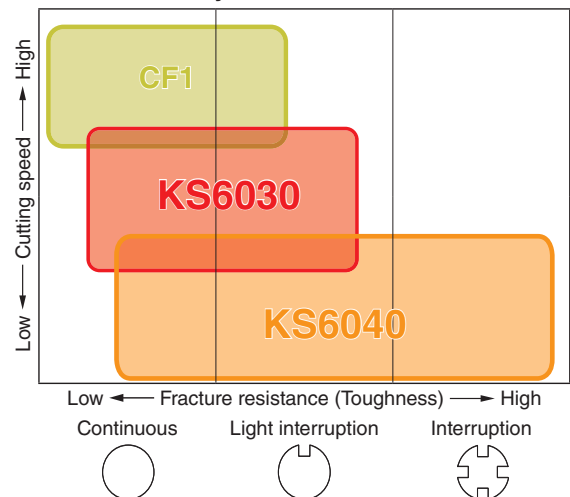 High
Cutting speed
Low
CF1
KS6030
KS6040
Low Fracture resistance (Toughness) High
Continuous Light interruption Interruption